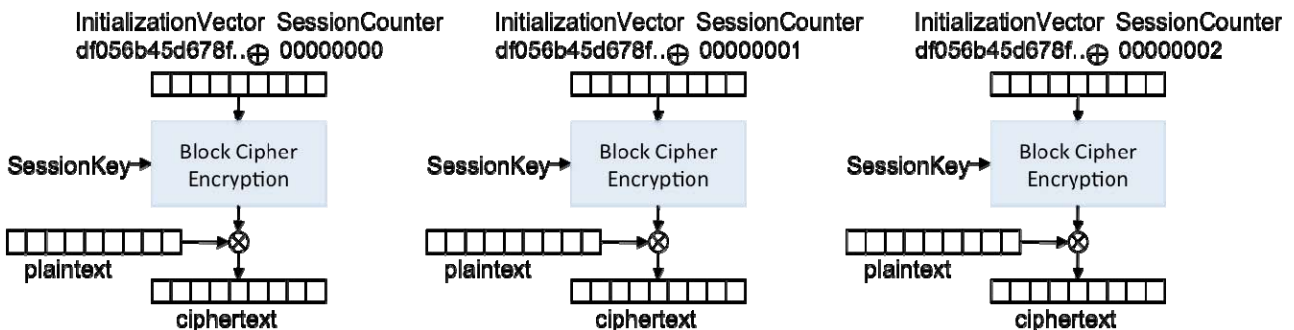 InitializationVector SessionCounter
df056b45d678f..⊕ 00000000
Block Cipher
Encryption
SessionKey
plaintext
ciphertext
InitializationVector SessionCounter
df056b45d678f..⊕ 00000001
Block Cipher
Encryption
SessionKey
plaintext
ciphertext
InitializationVector SessionCounter
df056b45d678f..⊕ 00000002
Block Cipher
Encryption
SessionKey
plaintext
ciphertext